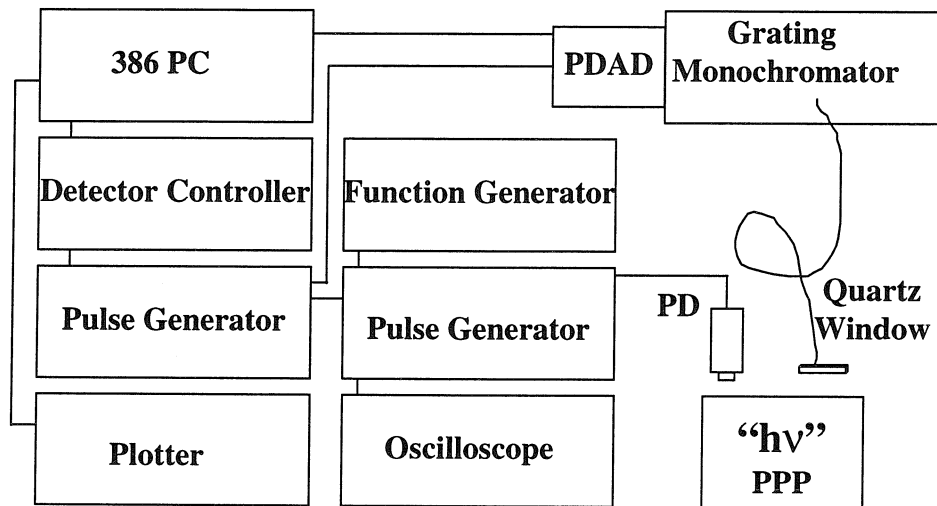 386 PC
PDAD
Grating
Monochromator
Detector Controller
Function Generator
Pulse Generator
Pulse Generator
PD
Quartz
Window
Plotter
Oscilloscope
“hν”
PPP